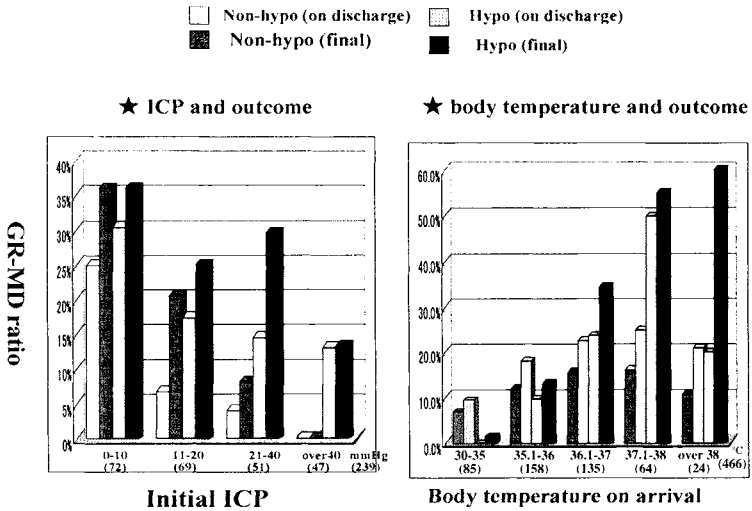 Non-hypo (on discharge) Hypo (on discharge)
Non-hypo (final) Hypo (final)
★ ICP and outcome
★ body temperature and outcome
GR-MD ratio
40%
35%
30%
25%
20%
15%
10%
5%
0%
0-10 11-20 21-40 over40 mmHg
(72) (69) (51) (47) (239)
Initial ICP
60.0%
50.0%
40.0%
30.0%
20.0%
10.0%
0.0%
30-35 35.1-36 36.1-37 37.1-38 over 38 °C
(85) (158) (135) (64) (24) (466)
Body temperature on arrival